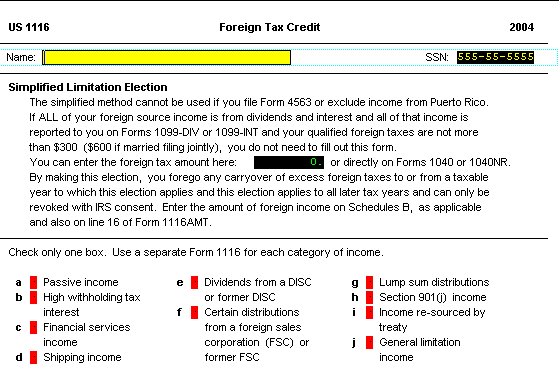 US 1116 Foreign Tax Credit 2004
Name: SSN: 555-55-5555
Simplified Limitation Election
The simplified method cannot be used if you file Form 4563 or exclude income from Puerto Rico.
If ALL of your foreign source income is from dividends and interest and all of that income is
reported to you on Forms 1099-DIV or 1099-INT and your qualified foreign taxes are not more
than $300 ($600 if married filing jointly), you do not need to fill out this form.
You can enter the foreign tax amount here: 0. or directly on Forms 1040 or 1040NR.
By making this election, you forego any carryover of excess foreign taxes to or from a taxable
year to which this election applies and this election applies to all later tax years and can only be
revoked with IRS consent. Enter the amount of foreign income on Schedules B, as applicable
and also on line 16 of Form 1116AMT.
Check only one box. Use a separate Form 1116 for each category of income.
a Passive income
b High withholding tax
interest
c Financial services
income
d Shipping income
e Dividends from a DISC
or former DISC
f Certain distributions
from a foreign sales
corporation (FSC) or
former FSC
g Lump sum distributions
h Section 901(j) income
i Income re-sourced by
treaty
j General limitation
income